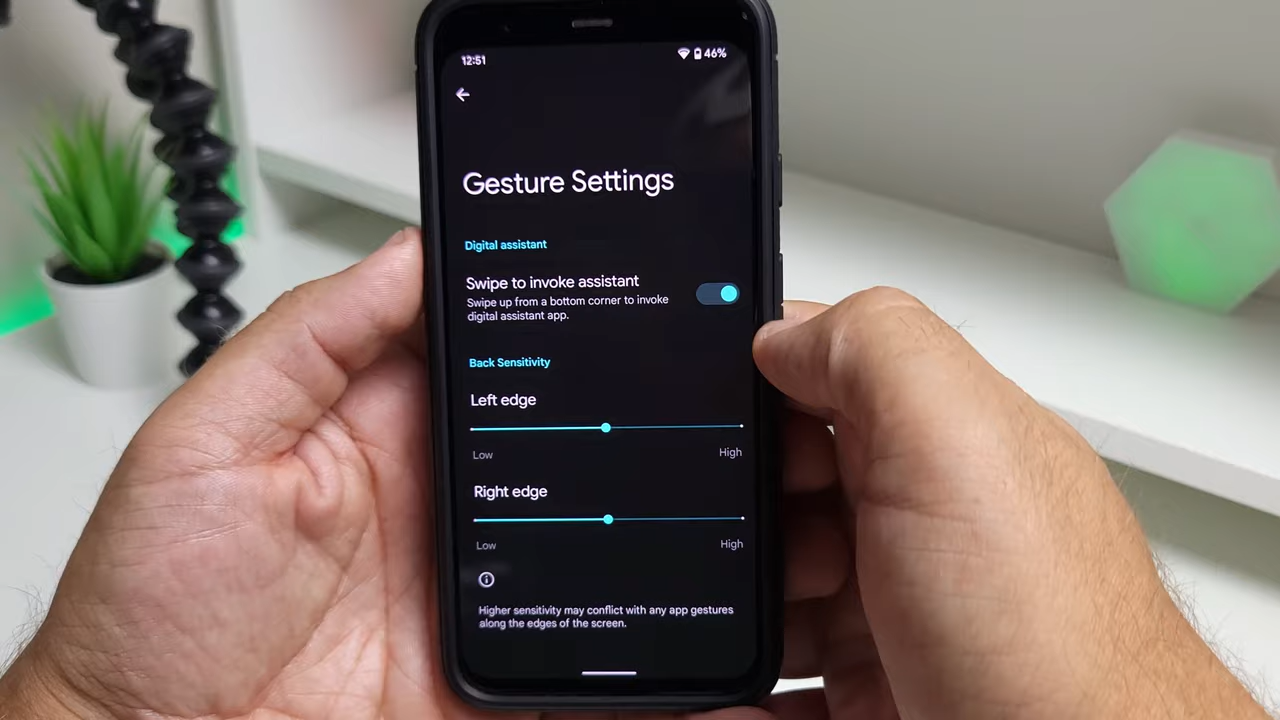 12:51
46%
Gesture Settings
Digital assistant
Swipe to invoke assistant
Swipe up from a bottom corner to invoke
digital assistant app.
Back Sensitivity
Left edge
Low
High
Right edge
Low
High
Higher sensitivity may conflict with any app gestures
along the edges of the screen.